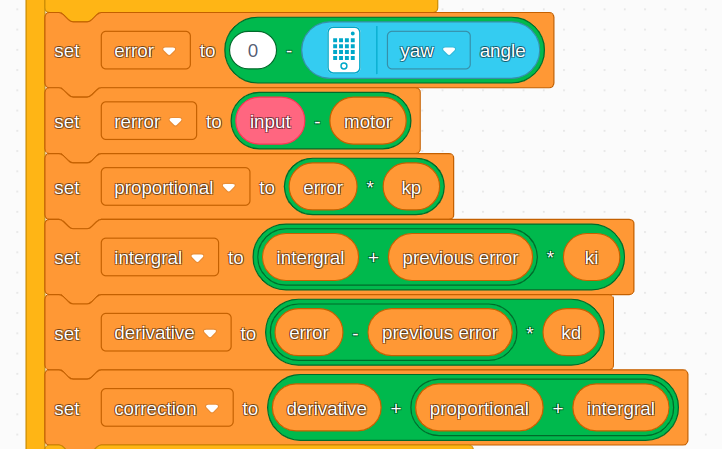 set error to 0 - yaw angle
set rerror to input - motor
set proportional to error * kp
set intergral to intergral + previous error * ki
set derivative to error - previous error * kd
set correction to derivative + proportional + intergral